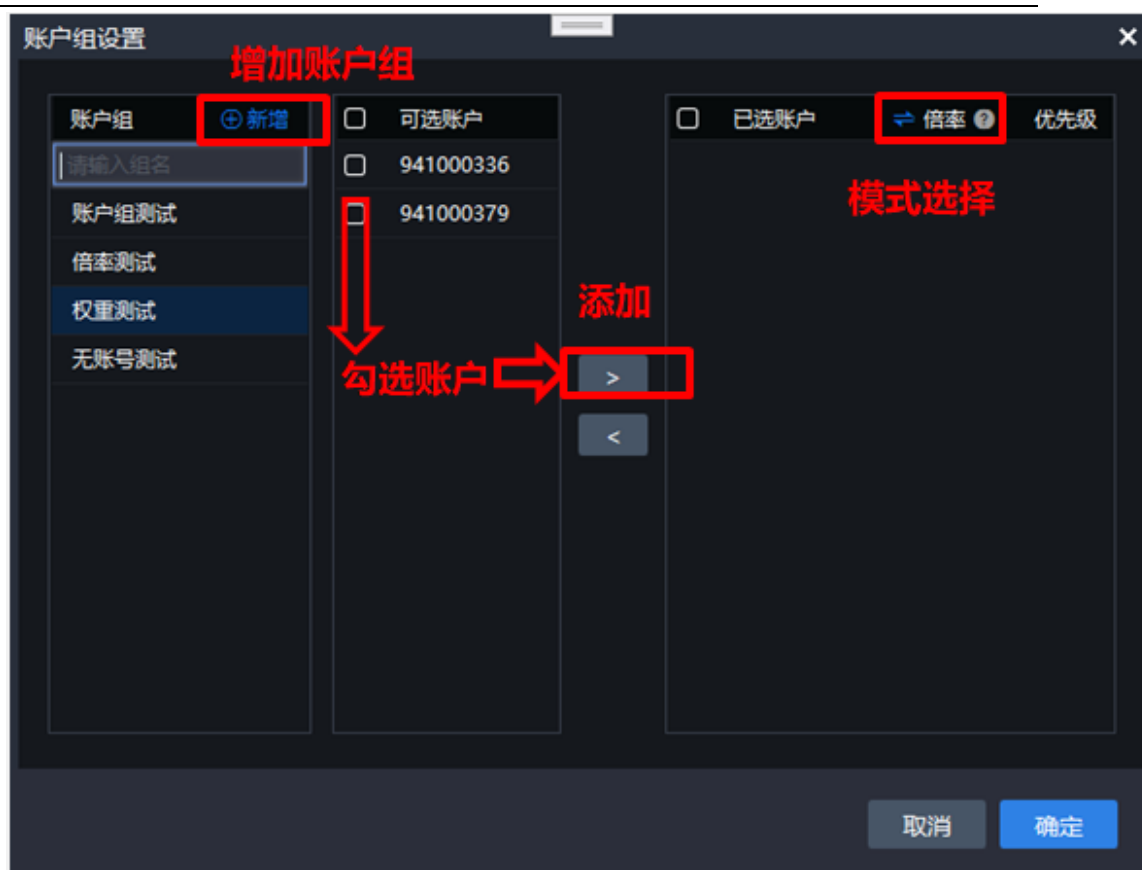 账户组设置
增加账户组
账户组 新增
可选账户
已选账户 倍率 优先级
请输入组名
941000336
账户组测试
941000379
模式选择
倍率测试
权重测试
添加
无账号测试
勾选账户
>
<
取消 确定